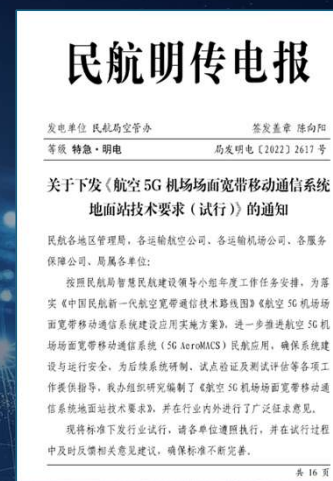 民航明传电报
发电单位 民航局空管办 签发盖章 陈向阳
等级 特急·明电 局发明电〔2022〕2617号
关于下发《航空5G机场场面宽带移动通信系统
地面站技术要求（试行）》的通知
民航各地区管理局，各运输航空公司、各运输机场公司、各服务
保障公司、局属各单位：
按照民航局智慧民航建设领导小组年度工作任务安排，为落
实《中国民航新一代航空宽带通信技术路线图》《航空5G机场场
面宽带移动通信系统建设应用实施方案》，进一步推进航空5G机
场场面宽带移动通信系统（5G AeroMACS）民航应用，确保系统建
设与运行安全，为后续系统研制、试点验证及测试评估等各项工
作提供指导，我办组织研究编制了《航空5G机场场面宽带移动通
信系统地面站技术要求》，并在行业内外进行了广泛征求意见。
现将标准下发行业试行，请各单位遵照执行，并在试行过程
中及时反馈相关意见建议，确保标准不断完善。
共 16 页